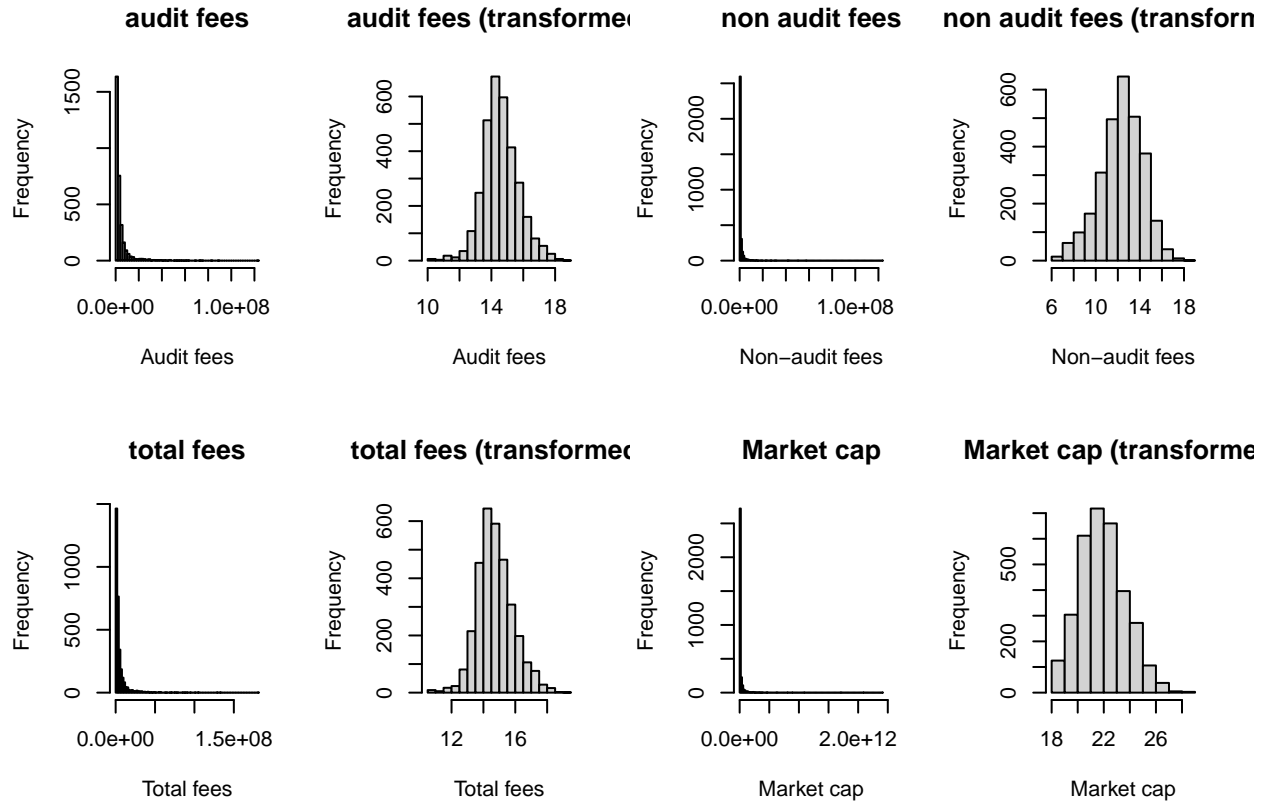 audit fees
Frequency
0
500
1500
0.0e+00 1.0e+08
Audit fees
audit fees (transformed
Frequency
0
200
400
600
10 14 18
Audit fees
non audit fees
Frequency
0
1000
2000
0.0e+00 1.0e+08
Non−audit fees
non audit fees (transform
Frequency
0
200
400
600
6 10 14 18
Non−audit fees
total fees
Frequency
0
500
1000
0.0e+00 1.5e+08
Total fees
total fees (transformed
Frequency
0
200
400
600
12 16
Total fees
Market cap
Frequency
0
1000
2000
0.0e+00 2.0e+12
Market cap
Market cap (transforme
Frequency
0
200
500
18 22 26
Market cap